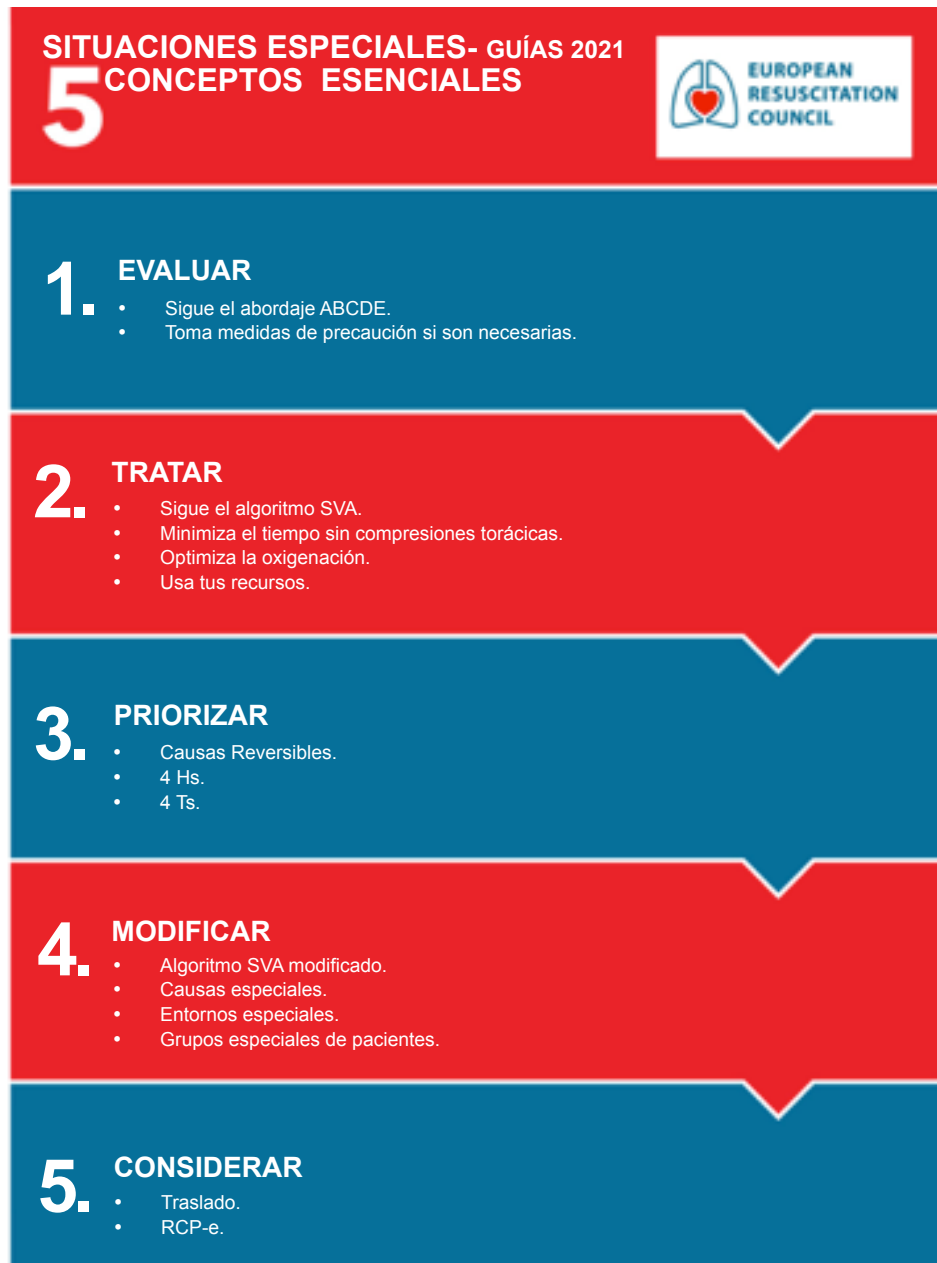 SITUACIONES ESPECIALES- GUÍAS 2021
5 CONCEPTOS ESENCIALES
EUROPEAN
RESUSCITATION
COUNCIL
1. EVALUAR
• Sigue el abordaje ABCDE.
• Toma medidas de precaución si son necesarias.
2. TRATAR
• Sigue el algoritmo SVA.
• Minimiza el tiempo sin compresiones torácicas.
• Optimiza la oxigenación.
• Usa tus recursos.
3. PRIORIZAR
• Causas Reversibles.
• 4 Hs.
• 4 Ts.
4. MODIFICAR
• Algoritmo SVA modificado.
• Causas especiales.
• Entornos especiales.
• Grupos especiales de pacientes.
5. CONSIDERAR
• Traslado.
• RCP-e.